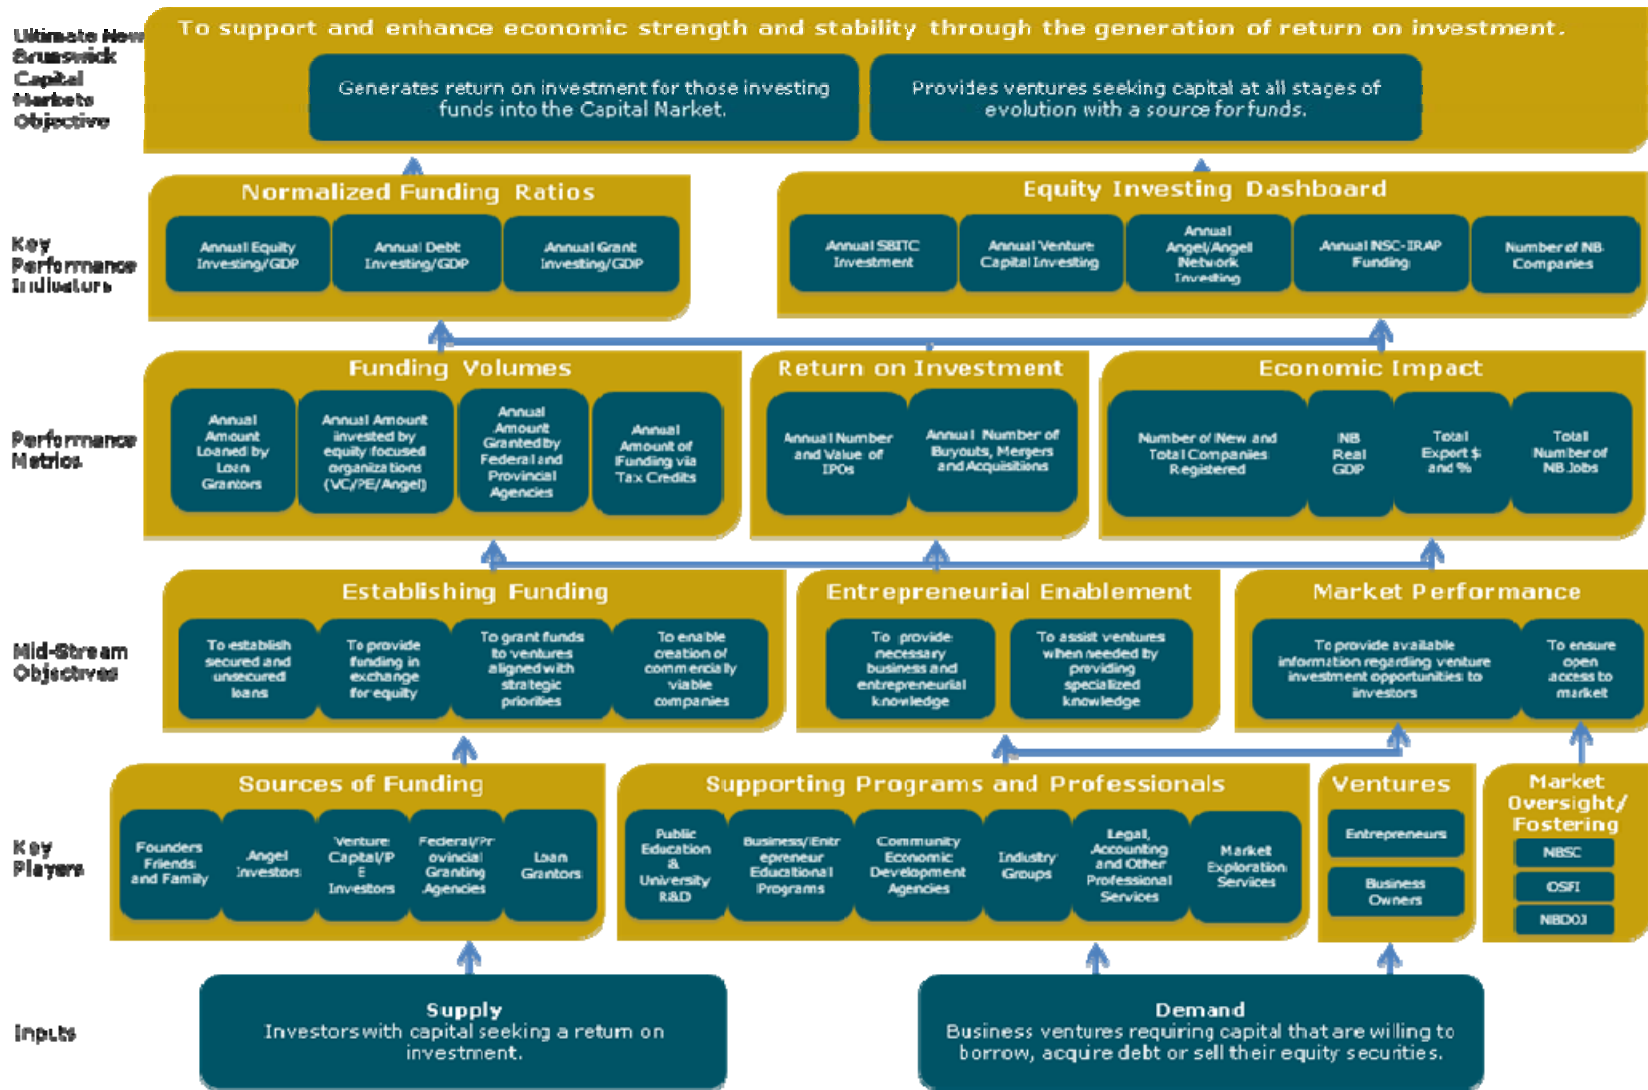 Ultimate New
Brunswick
Capital
Markets
Objective
To support and enhance economic strength and stability through the generation of return on investment.
Generates return on investment for those investing
funds into the Capital Market.
Provides ventures seeking capital at all stages of
evolution with a source for funds.
Key
Performance
Indicators
Normalized Funding Ratios
Annual Equity
Investing/GDP
Annual Debt
Investing/GDP
Annual Grant
Investing/GDP
Equity Investing Dashboard
Annual SBITC
Investment
Annual Venture
Capital Investing
Annual
Angel/Angell
Network
Investing
Annual NSC-IRAP
Funding
Number of NB
Companies
Performance
Metrics
Funding Volumes
Annual
Amount
Loaned by
Loan
Grantors
Annual Amount
invested by
equity focused
organizations
(VC/PE/Angel)
Annual
Amount
Granted by
Federal and
Provincial
Agencies
Annual
Amount of
Funding via
Tax Credits
Return on Investment
Annual Number
and Value of
IPOs
Annual Number of
Buyouts, Mergers
and Acquisitions
Economic Impact
Number of New and
Total Companies
Registered
NB
Real
GDP
Total
Export $
and %
Total
Number of
NB Jobs
Mid-Stream
Objectives
Establishing Funding
To establish
secured and
unsecured
loans
To provide
funding in
exchange
for equity
To grant funds
to ventures
aligned with
strategic
priorities
To enable
creation of
commercially
viable
companies
Entrepreneurial Enablement
To provide
necessary
business and
entrepreneurial
knowledge
To assist ventures
when needed by
providing
specialized
knowledge
Market Performance
To provide available
information regarding venture
investment opportunities to
investors
To ensure
open
access to
market
Key
Players
Sources of Funding
Founders
Friends
and Family
Angel
Investors
Venture
Capital/P
E
Investors
Federal/Pr
ovincial
Granting
Agencies
Loan
Grantors
Supporting Programs and Professionals
Public
Education
&
University
R&D
Business/Entr
epreneur
Educational
Programs
Community
Economic
Development
Agencies
Industry
Groups
Legal,
Accounting
and Other
Professional
Services
Market
Exploration
Services
Ventures
Entrepreneurs
Business
Owners
Market
Oversight/
Fostering
NBSC
OSFI
NBDOJ
Inputs
Supply
Investors with capital seeking a return on
investment.
Demand
Business ventures requiring capital that are willing to
borrow, acquire debt or sell their equity securities.